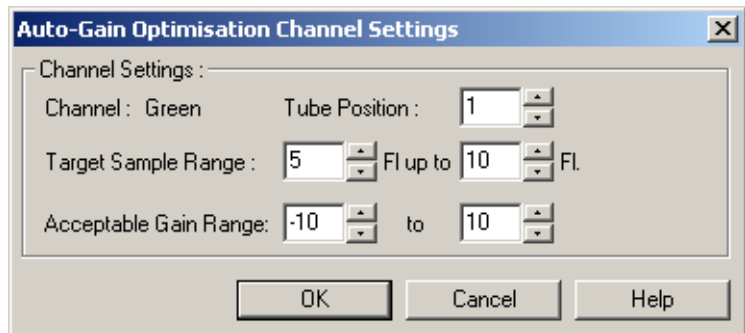 Auto-Gain Optimisation Channel Settings
Channel Settings :
Channel : Green Tube Position : 1
Target Sample Range : 5 Fl up to 10 Fl.
Acceptable Gain Range: -10 to 10
OK Cancel Help